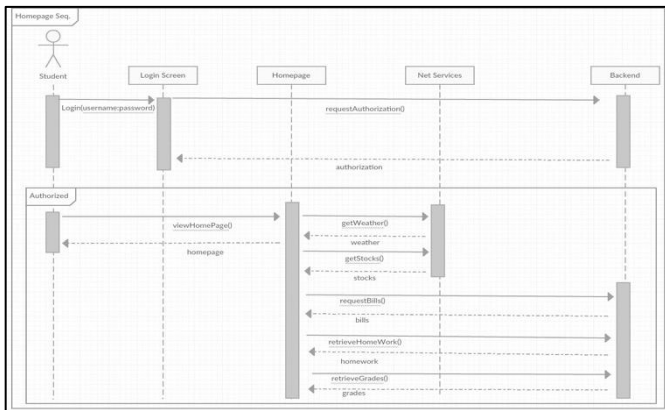 Homepage Seq.
Student
Login Screen
Homepage
Net Services
Backend
Login(username:password)
requestAuthorization()
authorization
Authorized
viewHomePage()
getWeather()
weather
homepage
getStocks()
stocks
requestBills()
bills
retrieveHomeWork()
homework
retrieveGrades()
grades